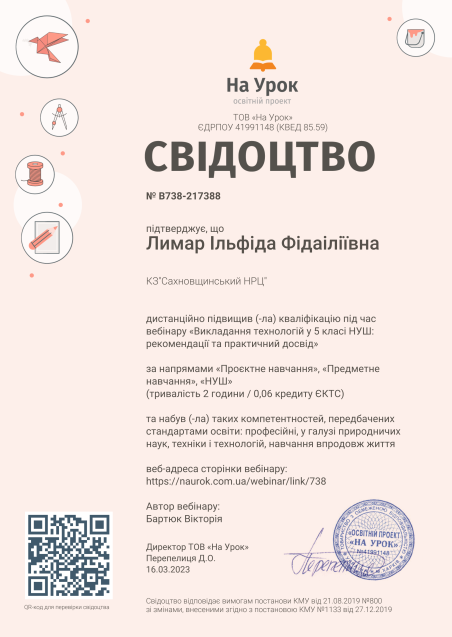 На Урок
освітній проект
ТОВ «На Урок»
ЄДРПОУ 41991148 (КВЕД 85.59)
СВІДОЦТВО
№ В738-217388
підтверджує, що
Лимар Ільфіда Фідаіліївна
КЗ"Сахновщинський НРЦ"
дистанційно підвищив (-ла) кваліфікацію під час
вебінару «Викладання технологій у 5 класі НУШ:
рекомендації та практичний досвід»
за напрямами «Проєктне навчання», «Предметне
навчання», «НУШ»
(тривалість 2 години / 0,06 кредиту ЄКТС)
та набув (-ла) таких компетентностей, передбачених
стандартами освіти: професійні, у галузі природничих
наук, техніки і технологій, навчання впродовж життя
веб-адреса сторінки вебінару:
https://naurok.com.ua/webinar/link/738
Автор вебінару:
Бартюк Вікторія
Директор ТОВ «На Урок»
Перепелиця Д.О.
16.03.2023
«ОСВІТНІЙ ПРОЕКТ
«НА УРОК»
№41991148
QR-код для перевірки свідоцтва
Свідоцтво відповідає вимогам постанови КМУ від 21.08.2019 №800
зі змінами, внесеними згідно з постановою КМУ №1133 від 27.12.2019